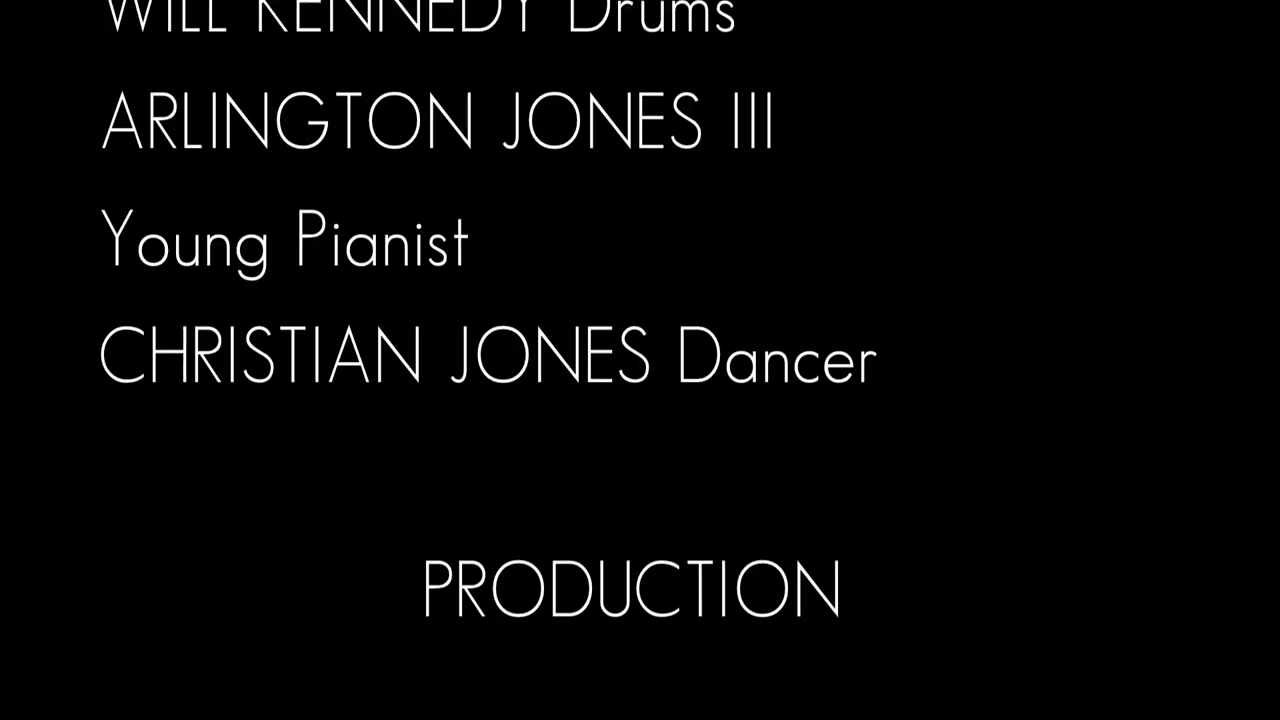 WILL KENNEDY Drums
ARLINGTON JONES III
Young Pianist
CHRISTIAN JONES Dancer
PRODUCTION